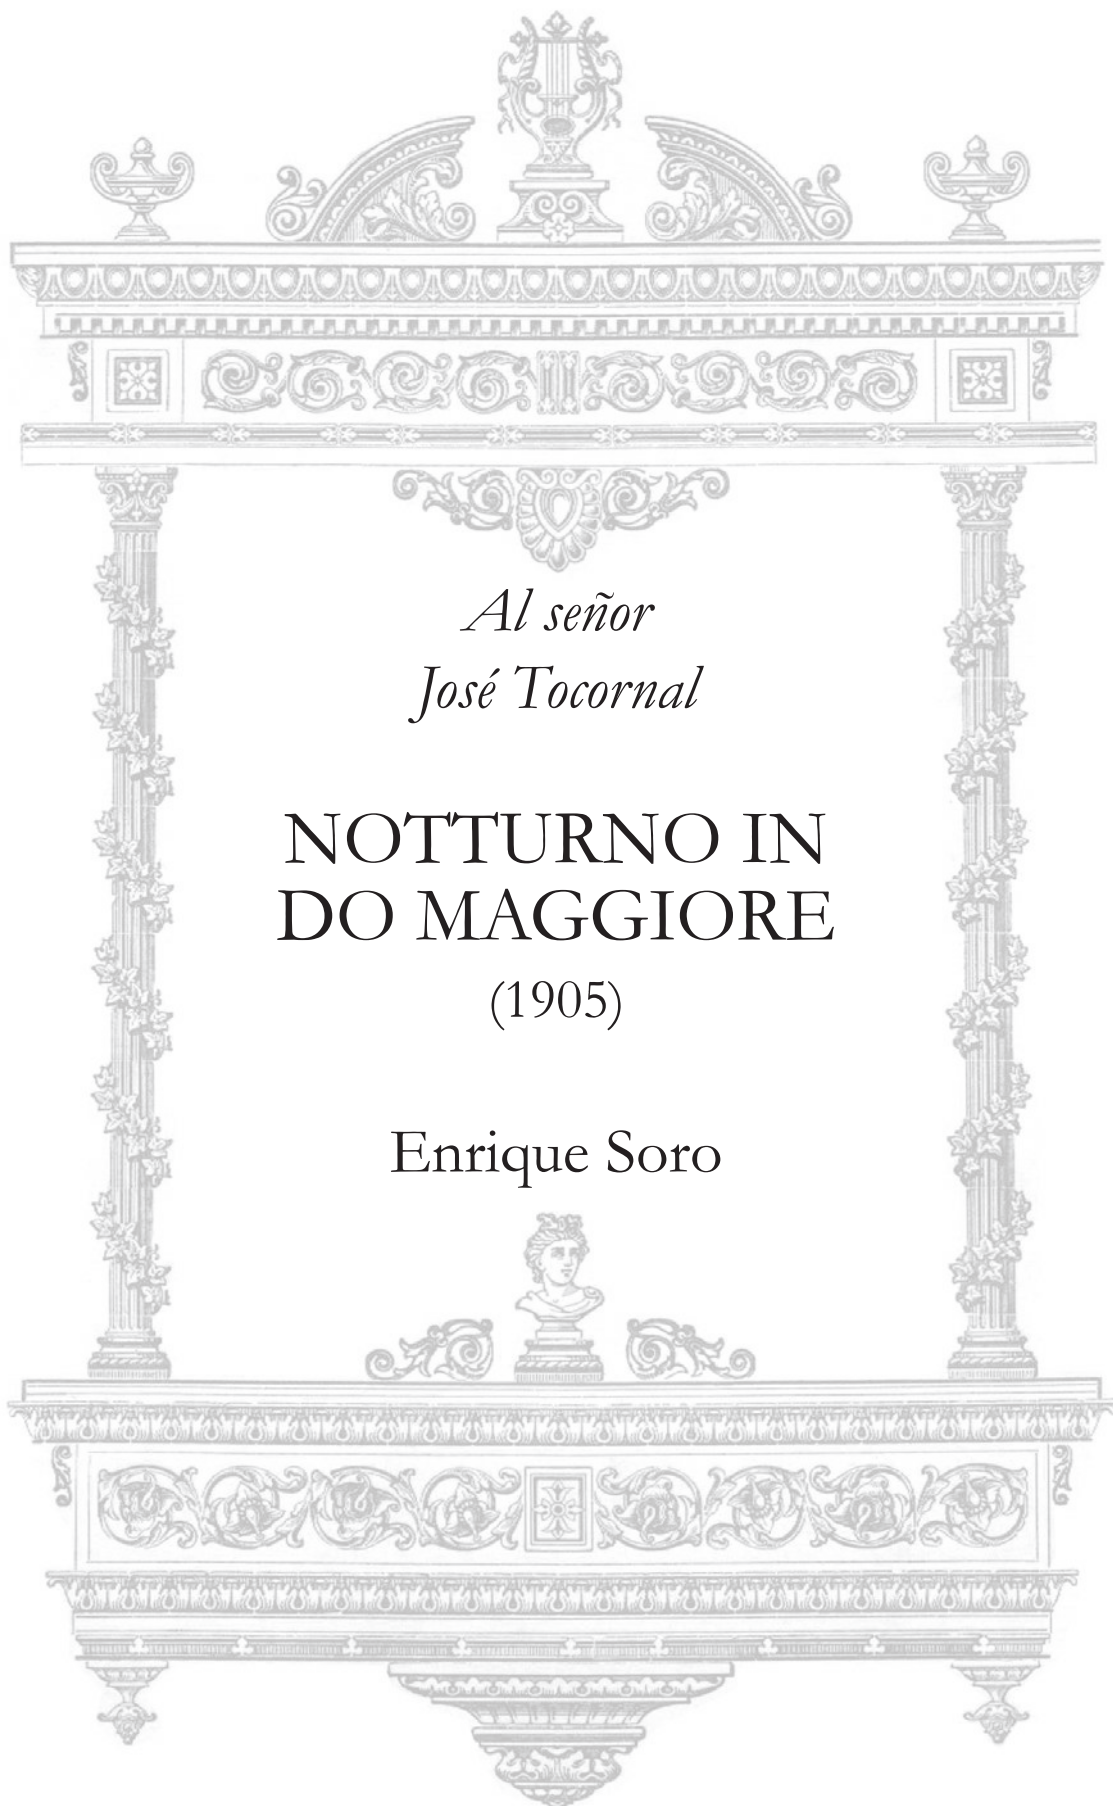 Al señor
José Tocornal
NOTTURNO IN
DO MAGGIORE
(1905)
Enrique Soro